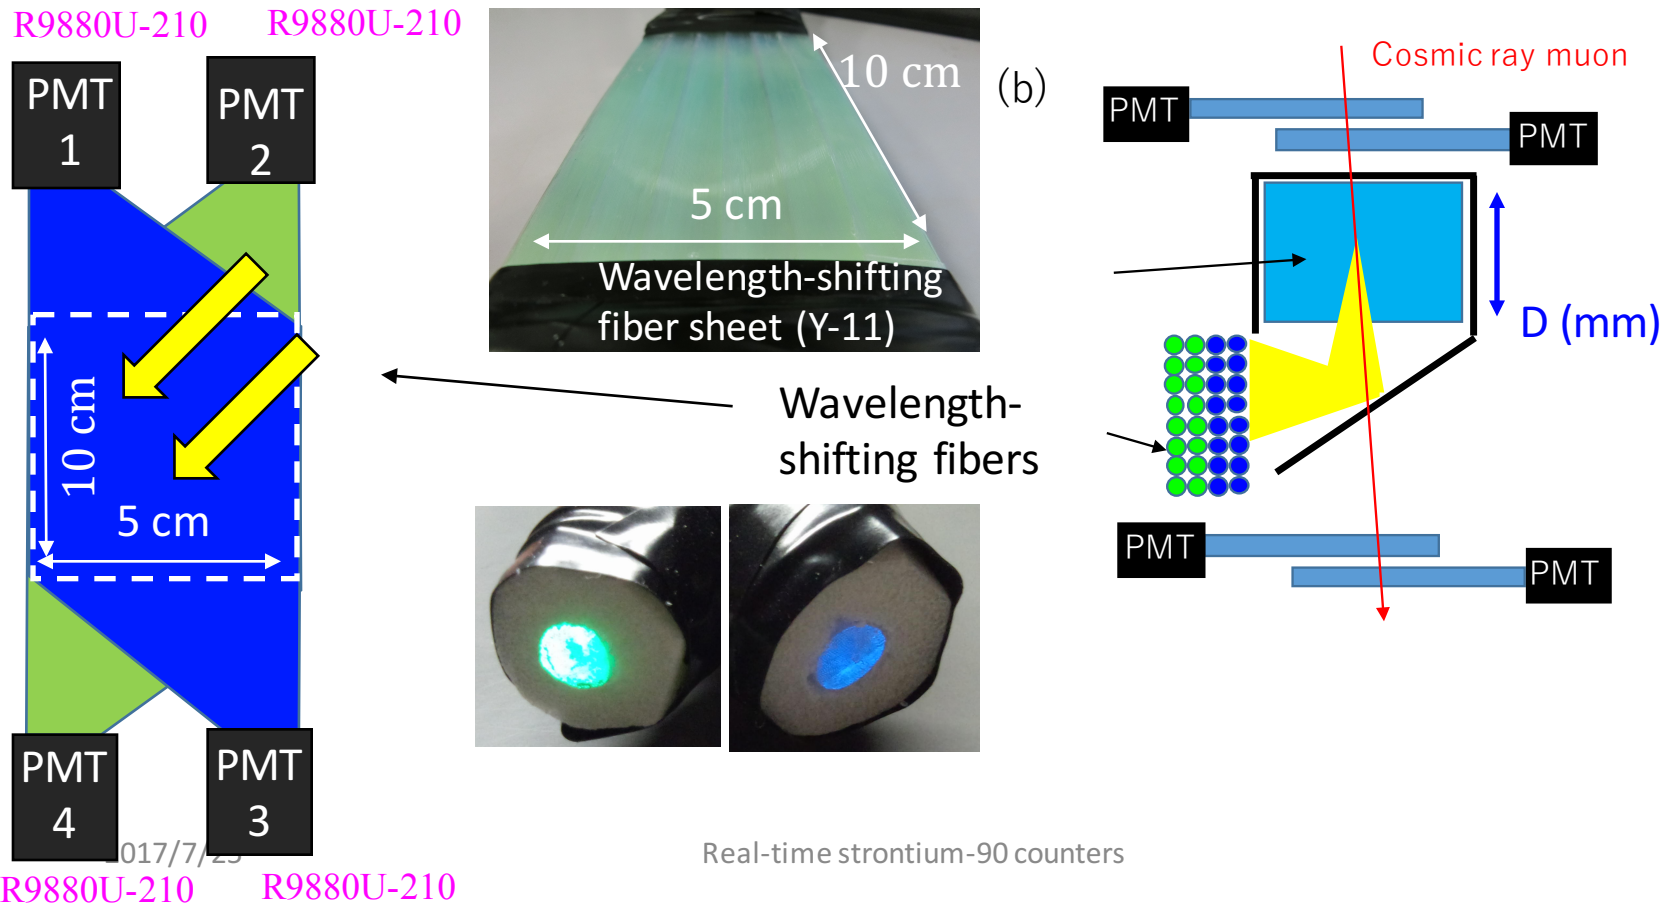 R9880U-210
R9880U-210
PMT
1
PMT
2
10 cm
5 cm
PMT
4
PMT
3
R9880U-210
R9880U-210
10 cm
5 cm
Wavelength-shifting
fiber sheet (Y-11)
Wavelength-
shifting fibers
(b)
Cosmic ray muon
PMT
PMT
D (mm)
PMT
PMT
Real-time strontium-90 counters